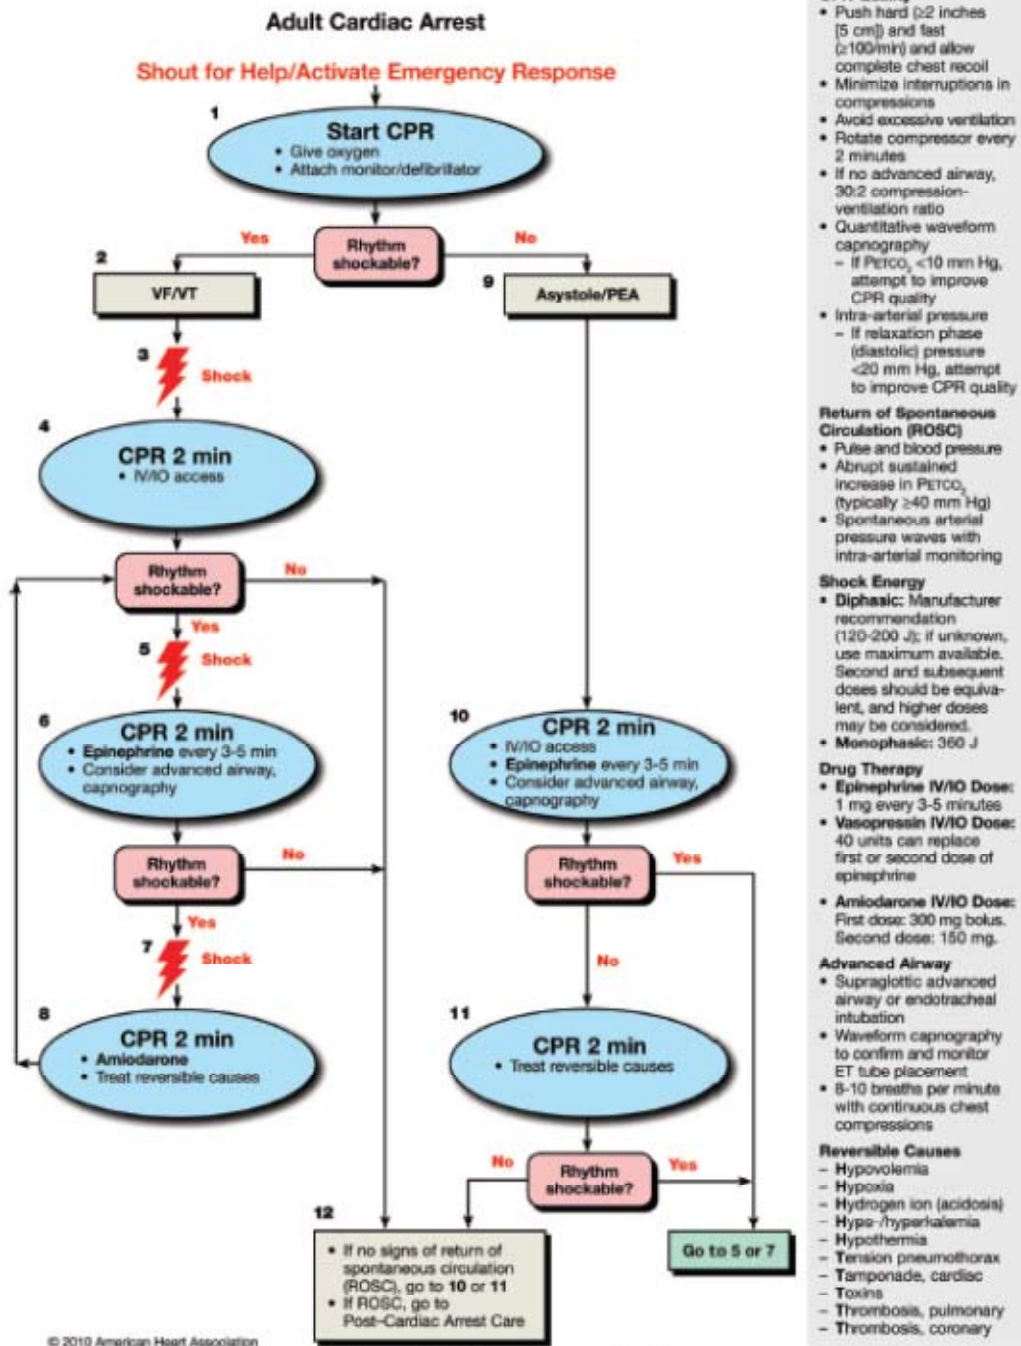 Adult Cardiac Arrest
Shout for Help/Activate Emergency Response
1
Start CPR
• Give oxygen
• Attach monitor/defibrillator
Rhythm
shockable?
Yes
No
2
VF/VT
9
Asystole/PEA
3
Shock
4
CPR 2 min
• IV/IO access
Rhythm
shockable?
No
Yes
5
Shock
6
CPR 2 min
• Epinephrine every 3-5 min
• Consider advanced airway,
capnography
Rhythm
shockable?
No
Yes
7
Shock
8
CPR 2 min
• Amiodarone
• Treat reversible causes
10
CPR 2 min
• IV/IO access
• Epinephrine every 3-5 min
• Consider advanced airway,
capnography
Rhythm
shockable?
Yes
No
11
CPR 2 min
• Treat reversible causes
Rhythm
shockable?
No
Yes
12
• If no signs of return of
spontaneous circulation
(ROSC), go to 10 or 11
• If ROSC, go to
Post–Cardiac Arrest Care
Go to 5 or 7
© 2010 American Heart Association
• Push hard (≥2 inches
[5 cm]) and fast
(≥100/min) and allow
complete chest recoil
• Minimize interruptions in
compressions
• Avoid excessive ventilation
• Rotate compressor every
2 minutes
• If no advanced airway,
30:2 compression-
ventilation ratio
• Quantitative waveform
capnography
– If PETCO₂ <10 mm Hg,
attempt to improve
CPR quality
• Intra-arterial pressure
– If relaxation phase
(diastolic) pressure
<20 mm Hg, attempt
to improve CPR quality
Return of Spontaneous
Circulation (ROSC)
• Pulse and blood pressure
• Abrupt sustained
increase in PETCO₂
(typically ≥40 mm Hg)
• Spontaneous arterial
pressure waves with
intra-arterial monitoring
Shock Energy
• Biphasic: Manufacturer
recommendation
(120-200 J); if unknown,
use maximum available.
Second and subsequent
doses should be equiva-
lent, and higher doses
may be considered.
• Monophasic: 360 J
Drug Therapy
• Epinephrine IV/IO Dose:
1 mg every 3-5 minutes
• Vasopressin IV/IO Dose:
40 units can replace
first or second dose of
epinephrine
• Amiodarone IV/IO Dose:
First dose: 300 mg bolus.
Second dose: 150 mg.
Advanced Airway
• Supraglottic advanced
airway or endotracheal
intubation
• Waveform capnography
to confirm and monitor
ET tube placement
• 8-10 breaths per minute
with continuous chest
compressions
Reversible Causes
– Hypovolemia
– Hypoxia
– Hydrogen ion (acidosis)
– Hypo-/hyperkalemia
– Hypothermia
– Tension pneumothorax
– Tamponade, cardiac
– Toxins
– Thrombosis, pulmonary
– Thrombosis, coronary